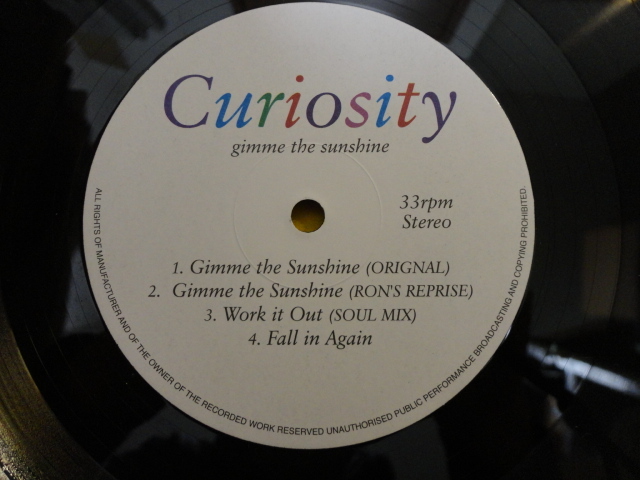 Curiosity
gimme the sunshine
33rpm
Stereo
1. Gimme the Sunshine (ORIGNAL)
2. Gimme the Sunshine (RON'S REPRISE)
3. Work it Out (SOUL MIX)
4. Fall in Again
ALL RIGHTS OF MANUFACTURER AND OF THE OWNER OF THE RECORDED WORK RESERVED UNAUTHORISED PUBLIC PERFORMANCE BROADCASTING AND COPYING PROHIBITED.